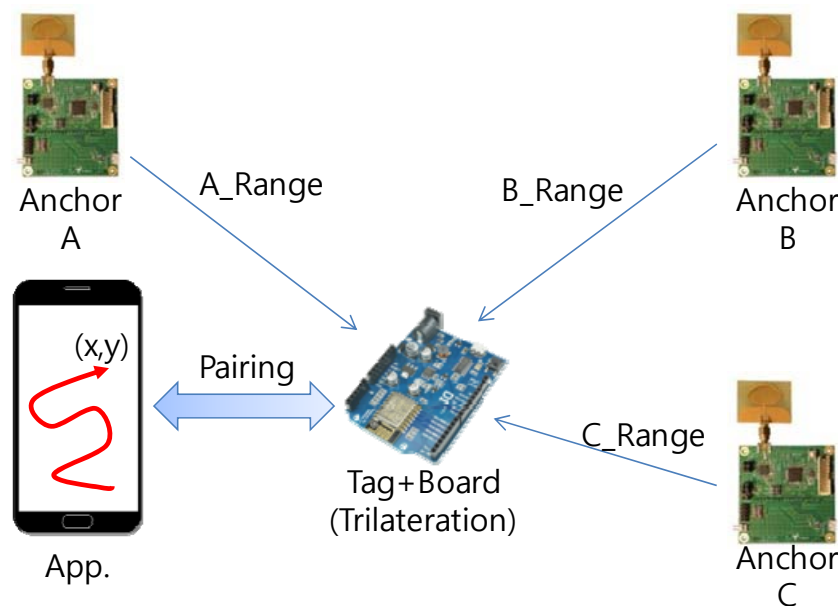 Anchor
A
A_Range
B_Range
Anchor
B
(x,y)
Pairing
C_Range
Tag+Board
(Trilateration)
App.
Anchor
C